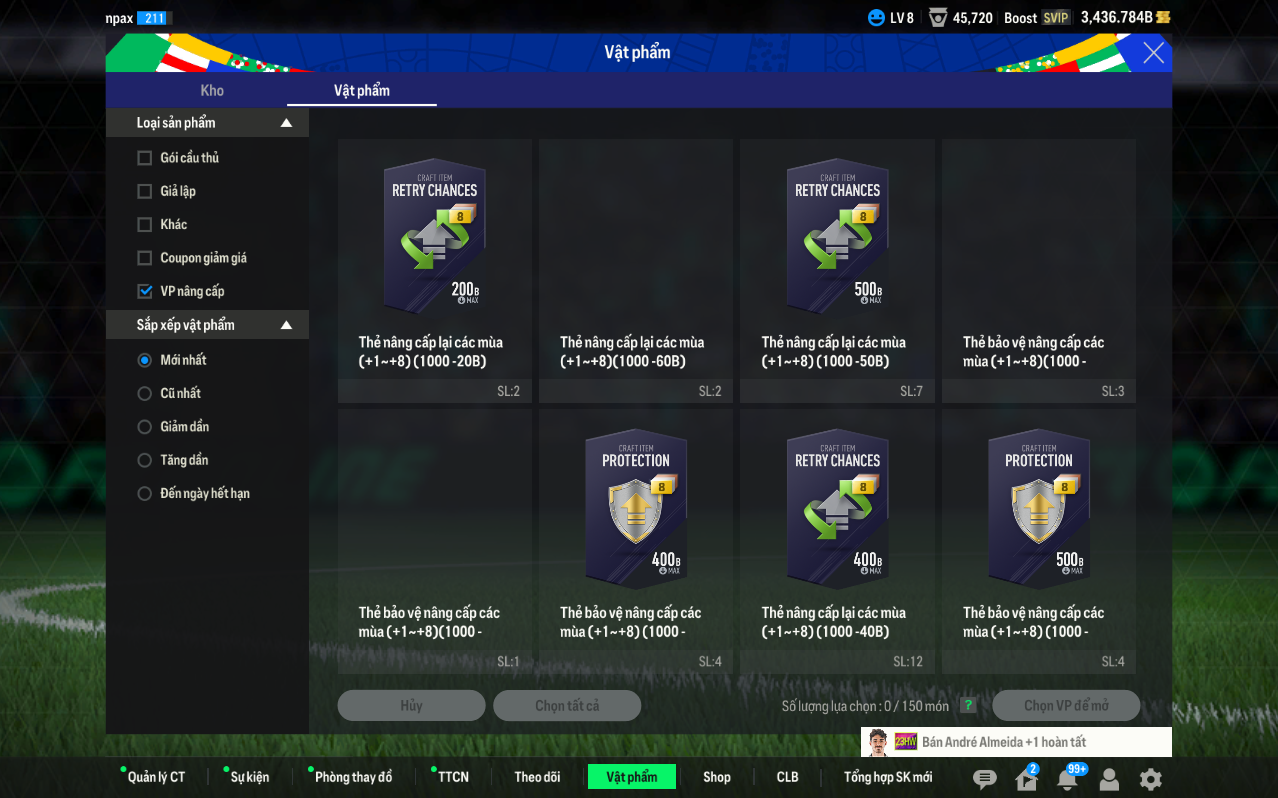 npax 211
LV 8
45,720
Boost SVIP
3,436.784B
Vật phẩm
Kho
Vật phẩm
Loại sản phẩm
Gói cầu thủ
Giả lập
Khác
Coupon giảm giá
VP nâng cấp
Sắp xếp vật phẩm
Mới nhất
Cũ nhất
Giảm dần
Tăng dần
Đến ngày hết hạn
CRAFT ITEM
RETRY CHANCES
8
200B
MAX
Thẻ nâng cấp lại các mùa
(+1~+8) (1000 -20B)
SL:2
Thẻ nâng cấp lại các mùa
(+1~+8)(1000 -60B)
SL:2
CRAFT ITEM
RETRY CHANCES
8
500B
MAX
Thẻ nâng cấp lại các mùa
(+1~+8) (1000 -50B)
SL:7
Thẻ bảo vệ nâng cấp các
mùa (+1~+8)(1000 -
SL:3
Thẻ bảo vệ nâng cấp các
mùa (+1~+8)(1000 -
SL:1
CRAFT ITEM
PROTECTION
8
400B
MAX
Thẻ bảo vệ nâng cấp các
mùa (+1~+8) (1000 -
SL:4
CRAFT ITEM
RETRY CHANCES
8
400B
MAX
Thẻ nâng cấp lại các mùa
(+1~+8) (1000 -40B)
SL:12
CRAFT ITEM
PROTECTION
8
500B
MAX
Thẻ bảo vệ nâng cấp các
mùa (+1~+8) (1000 -
SL:4
Hủy
Chọn tất cả
Số lượng lựa chọn : 0 / 150 món
?
Chọn VP để mở
23HW Bán André Almeida +1 hoàn tất
Quản lý CT
Sự kiện
Phòng thay đồ
TTCN
Theo dõi
Vật phẩm
Shop
CLB
Tổng hợp SK mới
2
99+